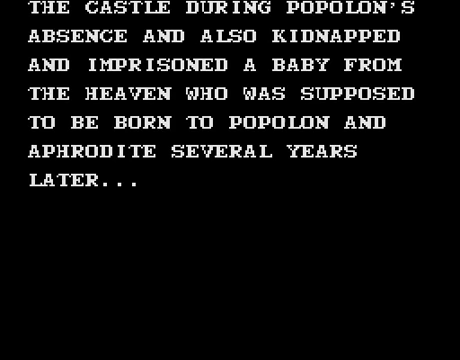 THE CASTLE DURING POPOLON'S
ABSENCE AND ALSO KIDNAPPED
AND IMPRISONED A BABY FROM
THE HEAVEN WHO WAS SUPPOSED
TO BE BORN TO POPOLON AND
APHRODITE SEVERAL YEARS
LATER...